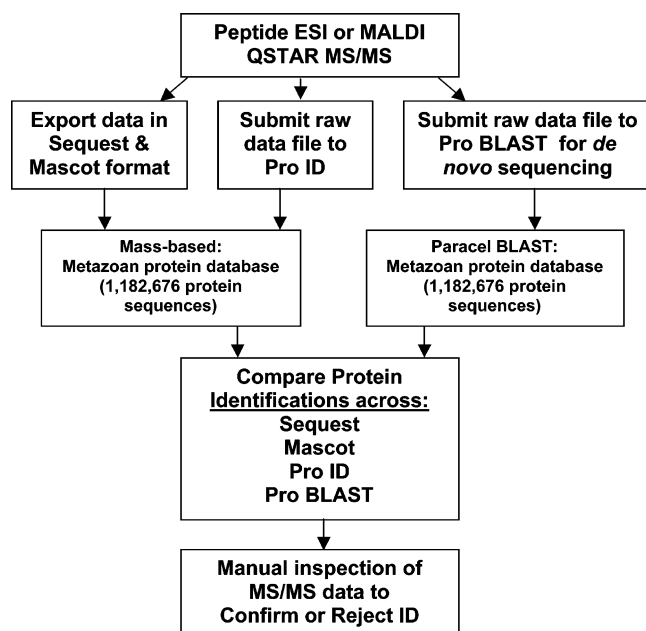 Peptide ESI or MALDI
QSTAR MS/MS
Export data in
Sequest &
Mascot format
Submit raw
data file to
Pro ID
Submit raw data file to
Pro BLAST for de
novo sequencing
Mass-based:
Metazoan protein database
(1,182,676 protein
sequences)
Paracel BLAST:
Metazoan protein database
(1,182,676 protein
sequences)
Compare Protein
Identifications across:
Sequest
Mascot
Pro ID
Pro BLAST
Manual inspection of
MS/MS data to
Confirm or Reject ID